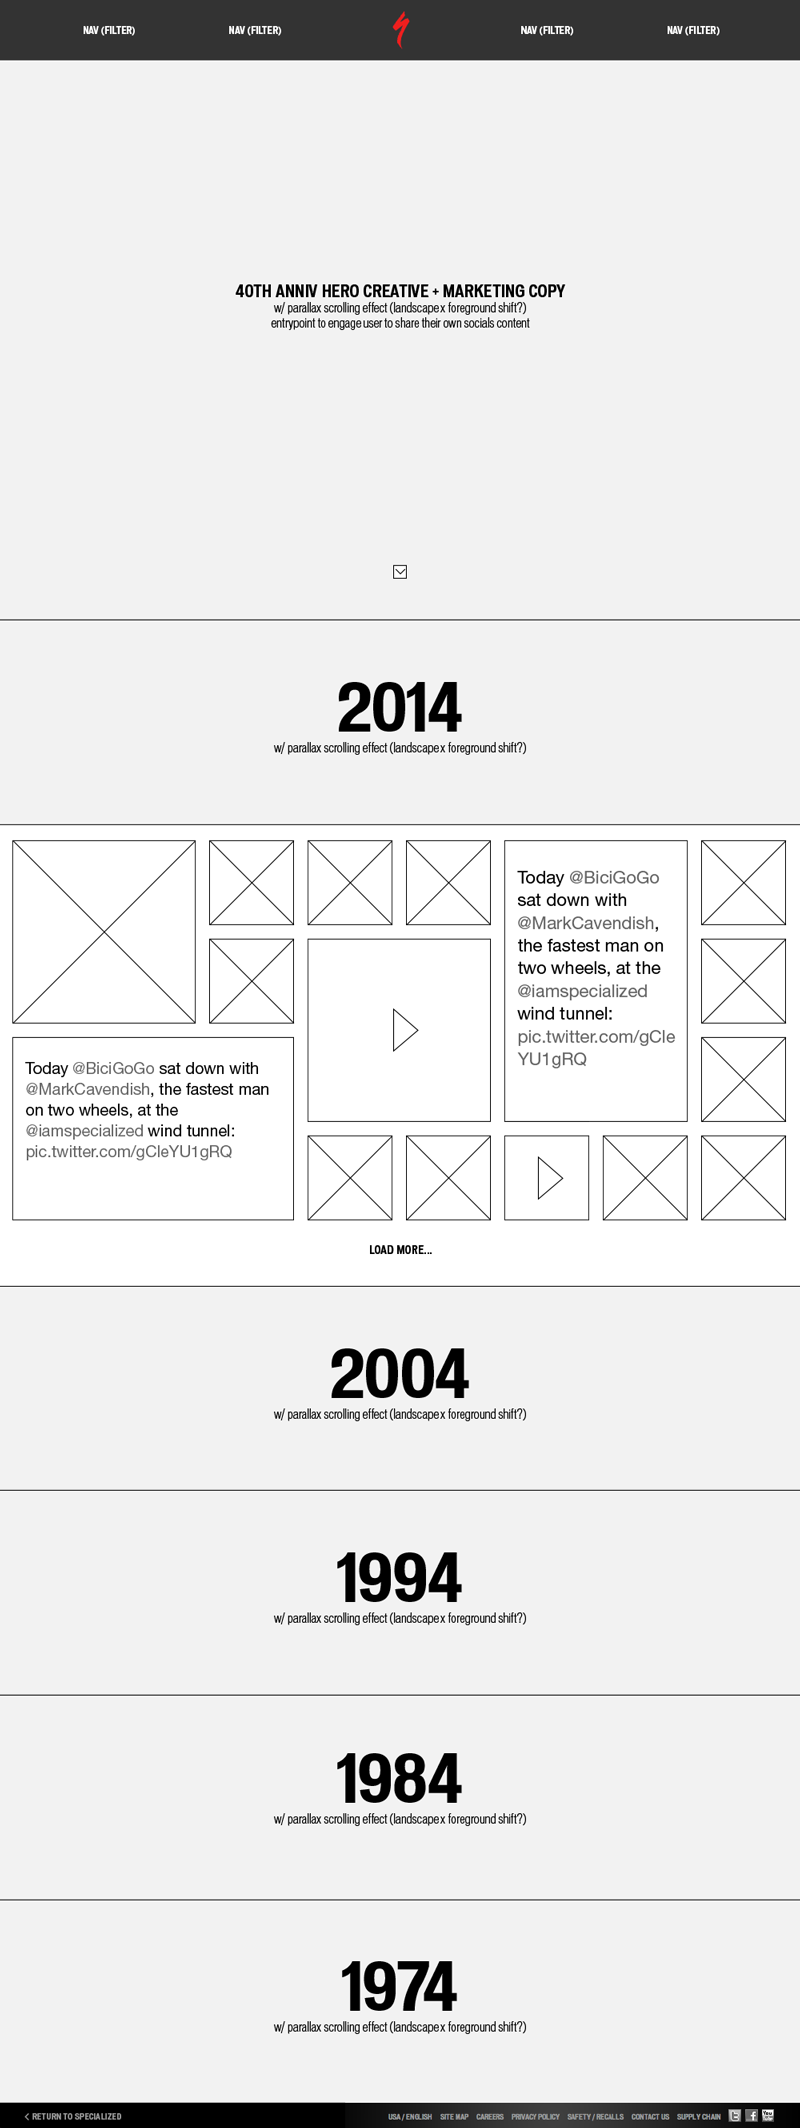 NAV (FILTER) NAV (FILTER) NAV (FILTER) NAV (FILTER)
40TH ANNIV HERO CREATIVE + MARKETING COPY
w/ parallax scrolling effect (landscape x foreground shift?)
entrypoint to engage user to share their own socials content
2014
w/ parallax scrolling effect (landscape x foreground shift?)
Today @BiciGoGo
sat down with
@MarkCavendish,
the fastest man on
two wheels, at the
@iamspecialized
wind tunnel:
pic.twitter.com/gCle
YU1gRQ
Today @BiciGoGo sat down with
@MarkCavendish, the fastest man
on two wheels, at the
@iamspecialized wind tunnel:
pic.twitter.com/gCleYU1gRQ
LOAD MORE...
2004
w/ parallax scrolling effect (landscape x foreground shift?)
1994
w/ parallax scrolling effect (landscape x foreground shift?)
1984
w/ parallax scrolling effect (landscape x foreground shift?)
1974
w/ parallax scrolling effect (landscape x foreground shift?)
RETURN TO SPECIALIZED USA / ENGLISH SITE MAP CAREERS PRIVACY POLICY SAFETY / RECALLS CONTACT US SUPPLY CHAIN